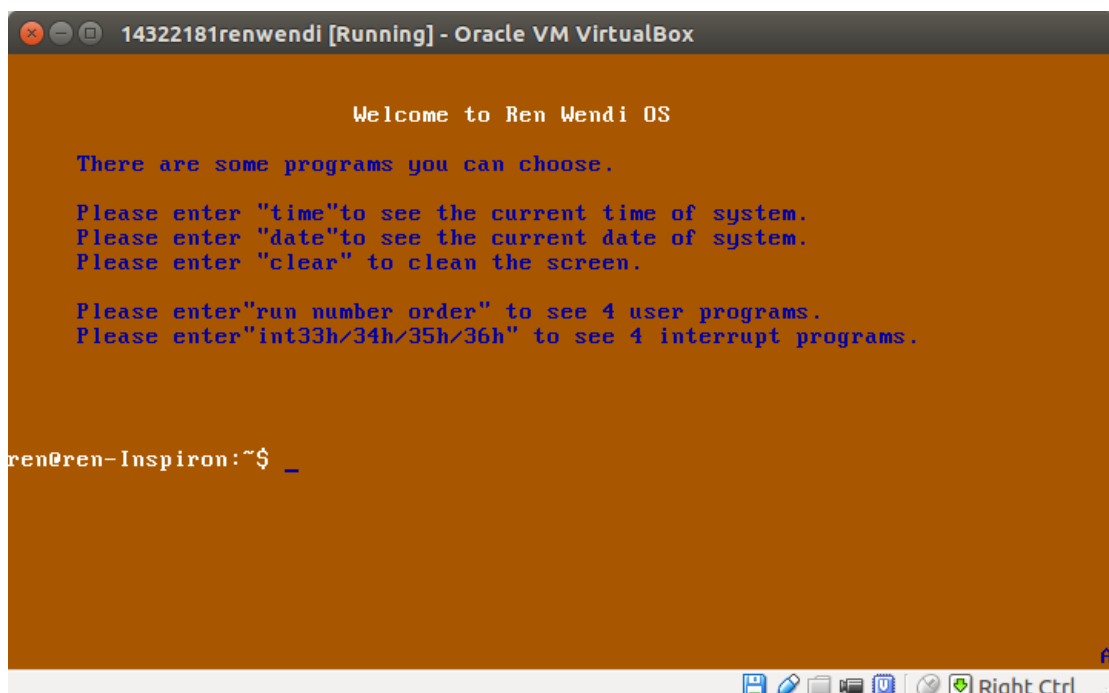 14322181renwendi [Running] - Oracle VM VirtualBox
Welcome to Ren Wendi OS
There are some programs you can choose.
Please enter "time"to see the current time of system.
Please enter "date"to see the current date of system.
Please enter "clear" to clean the screen.
Please enter"run number order" to see 4 user programs.
Please enter"int33h/34h/35h/36h" to see 4 interrupt programs.
ren@ren-Inspiron:~$ _
Right Ctrl